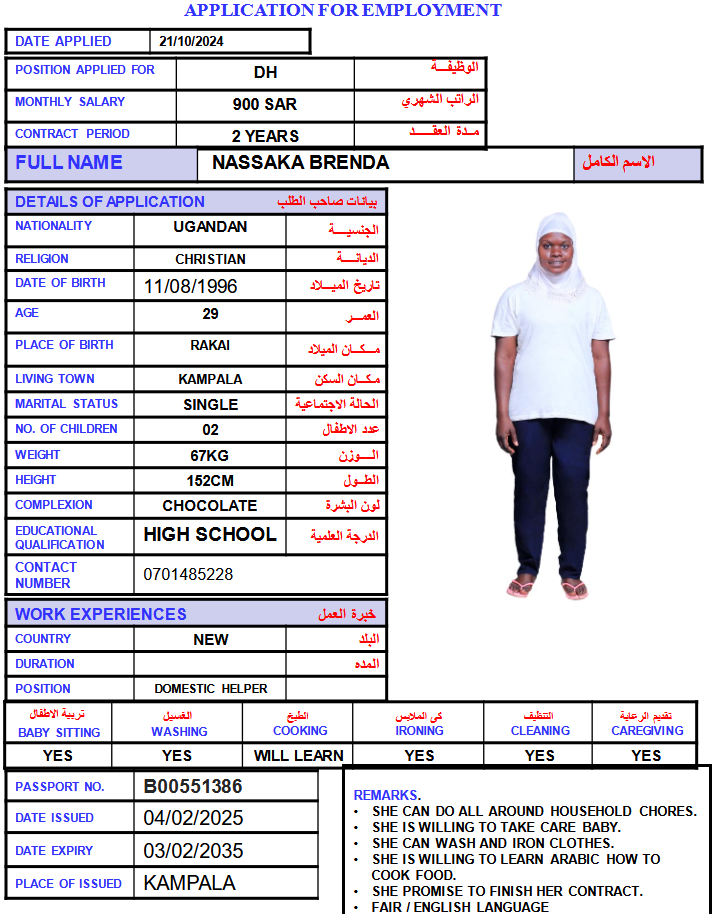 APPLICATION FOR EMPLOYMENT
DATE APPLIED 21/10/2024
POSITION APPLIED FOR DH الوظيفـــة
MONTHLY SALARY 900 SAR الراتب الشهري
CONTRACT PERIOD 2 YEARS مـدة العقــــد
FULL NAME NASSAKA BRENDA الاسم الكامل
DETAILS OF APPLICATION بيانات صاحب الطلب
NATIONALITY UGANDAN الجنسيـــة
RELIGION CHRISTIAN الديانـــة
DATE OF BIRTH 11/08/1996 تاريخ الميـــلاد
AGE 29 العمـــر
PLACE OF BIRTH RAKAI مـــكـــان الميلاد
LIVING TOWN KAMPALA مـكــان السكن
MARITAL STATUS SINGLE الحالة الاجتماعية
NO. OF CHILDREN 02 عدد الاطفال
WEIGHT 67KG الــــوزن
HEIGHT 152CM الطــول
COMPLEXION CHOCOLATE لون البشرة
EDUCATIONAL QUALIFICATION HIGH SCHOOL الدرجة العلمية
CONTACT NUMBER 0701485228
WORK EXPERIENCES خبرة العمل
COUNTRY NEW البلد
DURATION المده
POSITION DOMESTIC HELPER
تربية الاطفال الغسيل الطبخ كي الملابس التنظيف تقديم الرعاية
BABY SITTING WASHING COOKING IRONING CLEANING CAREGIVING
YES YES WILL LEARN YES YES YES
PASSPORT NO. B00551386
DATE ISSUED 04/02/2025
DATE EXPIRY 03/02/2035
PLACE OF ISSUED KAMPALA
REMARKS.
• SHE CAN DO ALL AROUND HOUSEHOLD CHORES.
• SHE IS WILLING TO TAKE CARE BABY.
• SHE CAN WASH AND IRON CLOTHES.
• SHE IS WILLING TO LEARN ARABIC HOW TO
COOK FOOD.
• SHE PROMISE TO FINISH HER CONTRACT.
• FAIR / ENGLISH LANGUAGE